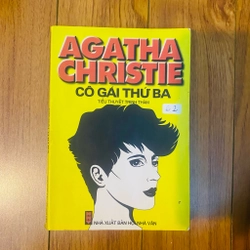 AGATHA
CHRISTIE
CÔ GÁI THỨ BA
TIỂU THUYẾT TRINH THÁM
NHÀ XUẤT BẢN HỘI NHÀ VĂN